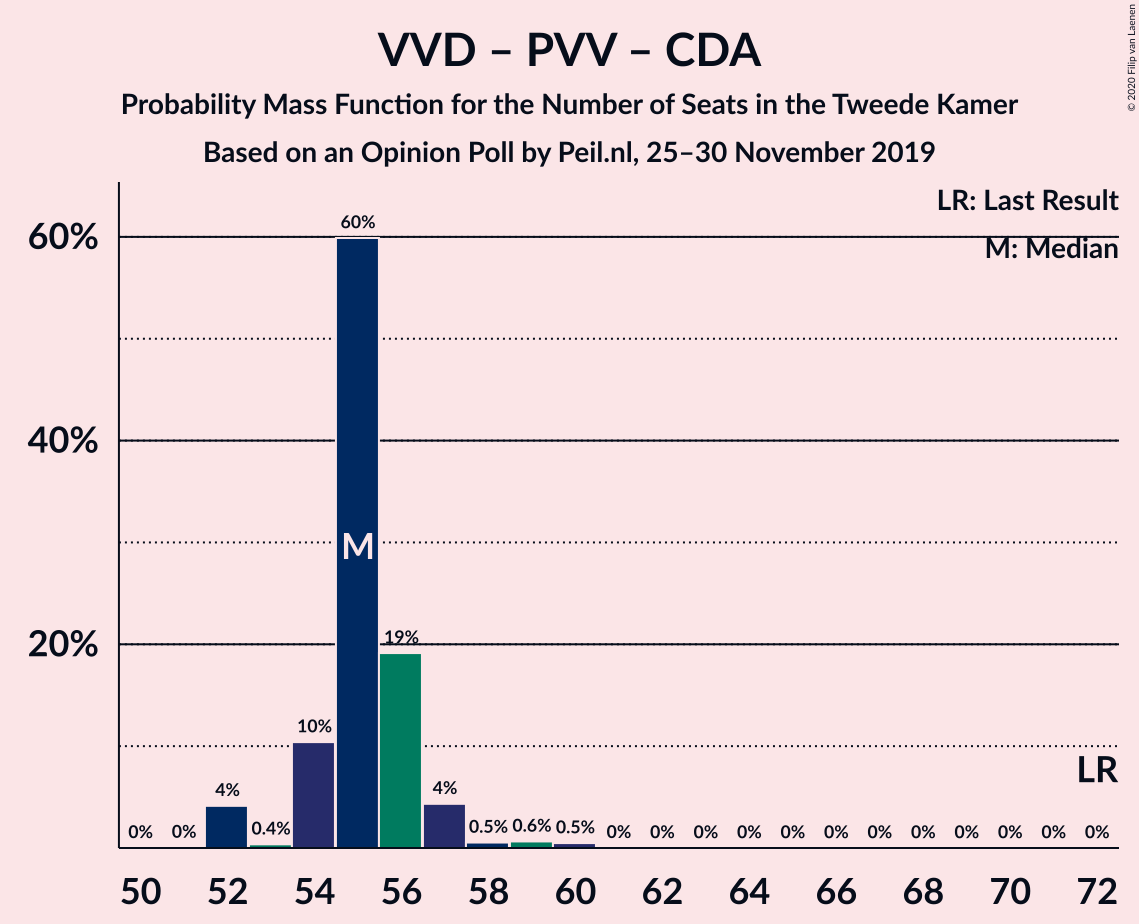 VVD – PVV – CDA
Probability Mass Function for the Number of Seats in the Tweede Kamer
Based on an Opinion Poll by Peil.nl, 25–30 November 2019
© 2020 Filip van Laenen
LR: Last Result
M: Median
60%
40%
20%
0% 0% 4% 0.4% 10% 60% 19% 4% 0.5% 0.6% 0.5% 0% 0% 0% 0% 0% 0% 0% 0% 0% 0% 0% 0%
M
LR
50 52 54 56 58 60 62 64 66 68 70 72